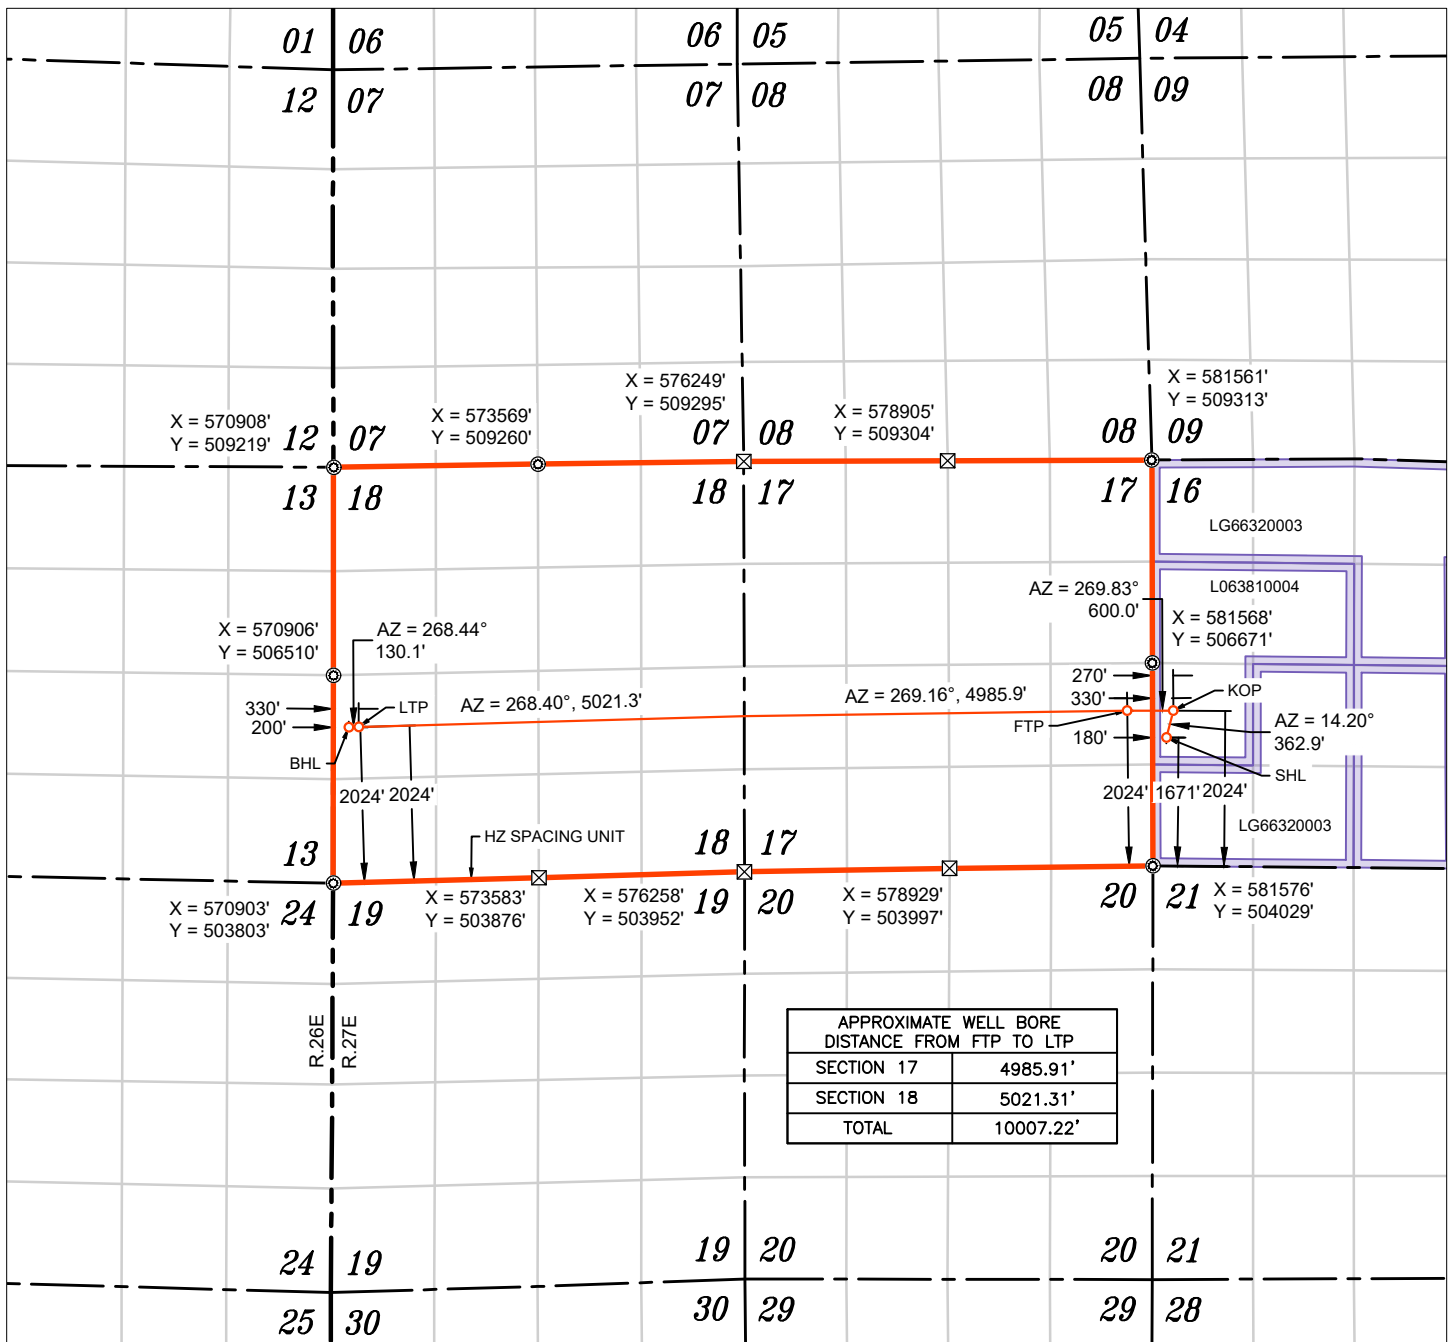 01 06
06 05
05 04
12 07
07 08
08 09
X = 570908'
Y = 509219'
X = 573569'
Y = 509260'
X = 576249'
Y = 509295'
X = 578905'
Y = 509304'
X = 581561'
Y = 509313'
12 07
07 08
08 09
13 18
18 17
17 16
LG66320003
L063810004
AZ = 269.83°
600.0'
X = 581568'
Y = 506671'
X = 570906'
Y = 506510'
AZ = 268.44°
130.1'
330'
200'
LTP
BHL
AZ = 268.40°, 5021.3'
AZ = 269.16°, 4985.9'
270'
330'
FTP
180'
KOP
AZ = 14.20°
362.9'
SHL
2024' 2024'
2024' 1671' 2024'
LG66320003
HZ SPACING UNIT
13
18 17
24 19
19 20
20 21
X = 570903'
Y = 503803'
X = 573583'
Y = 503876'
X = 576258'
Y = 503952'
X = 578929'
Y = 503997'
X = 581576'
Y = 504029'
R.26E
R.27E
APPROXIMATE WELL BORE
DISTANCE FROM FTP TO LTP
SECTION 17 4985.91'
SECTION 18 5021.31'
TOTAL 10007.22'
24 19
19 20
20 21
25 30
30 29
29 28